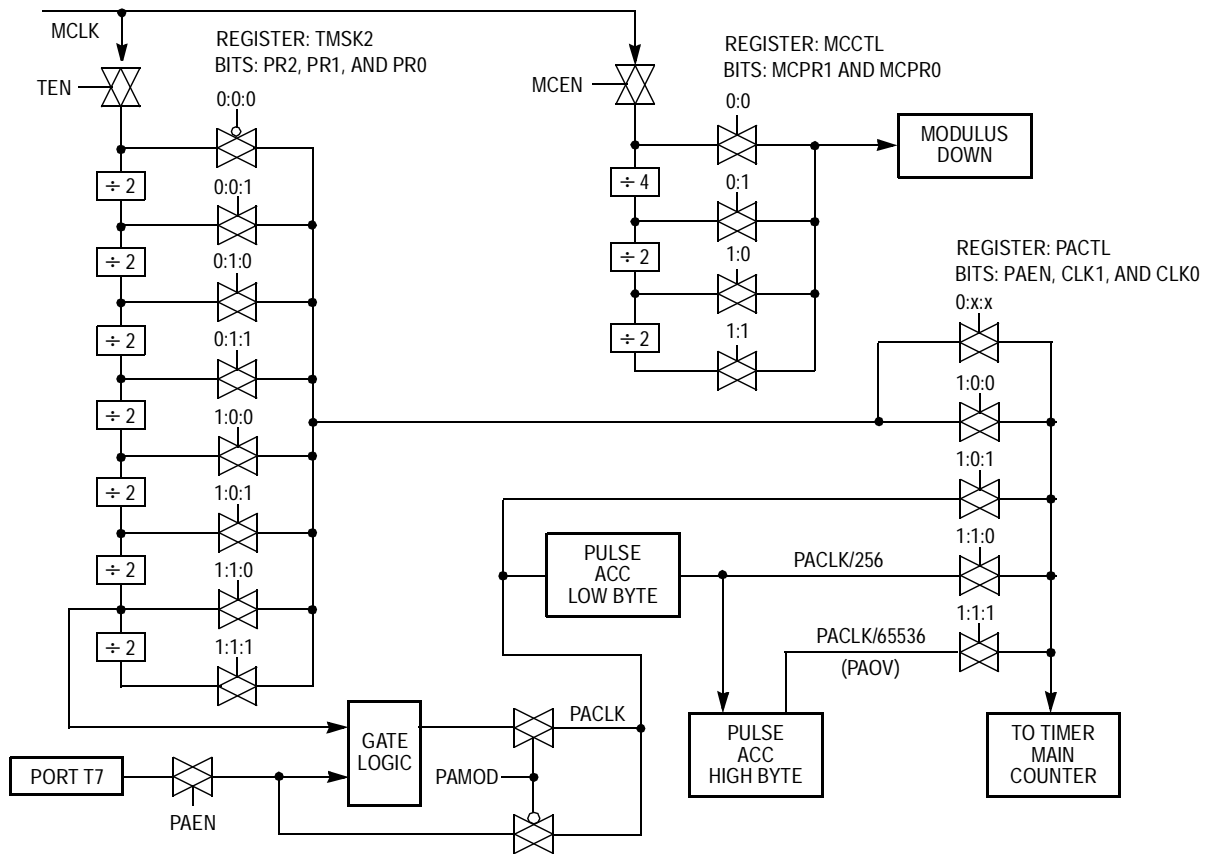 MCLK
REGISTER: TMSK2
BITS: PR2, PR1, AND PR0
TEN
0:0:0
÷ 2
0:0:1
÷ 2
0:1:0
÷ 2
0:1:1
÷ 2
1:0:0
÷ 2
1:0:1
÷ 2
1:1:0
÷ 2
1:1:1
REGISTER: MCCTL
BITS: MCPR1 AND MCPR0
MCEN
0:0
÷ 4
0:1
÷ 2
1:0
÷ 2
1:1
MODULUS
DOWN
REGISTER: PACTL
BITS: PAEN, CLK1, AND CLK0
0:x:x
1:0:0
1:0:1
1:1:0
1:1:1
PULSE
ACC
LOW BYTE
PACLK/256
PACLK/65536
(PAOV)
PORT T7
PAEN
GATE
LOGIC
PACLK
PAMOD
PULSE
ACC
HIGH BYTE
TO TIMER
MAIN
COUNTER